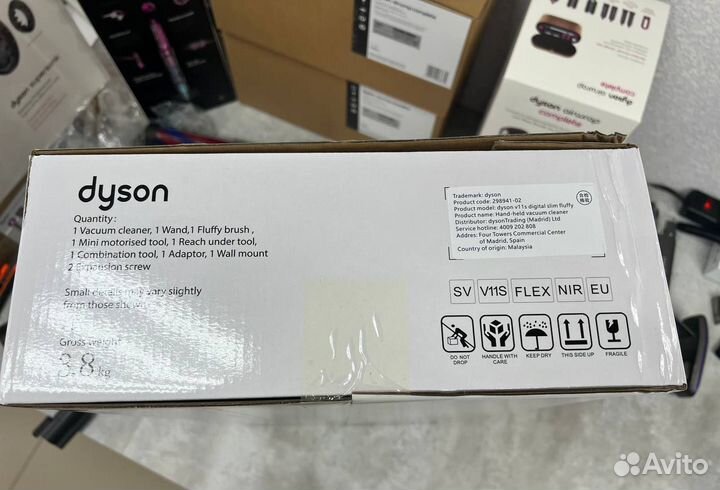 dyson airwrap
complete
dyson airwrap
complete
dyson
Quantity :
1 Vacuum cleaner, 1 Wand,1 Fluffy brush ,
1 Mini motorised tool, 1 Reach under tool,
1 Combination tool, 1 Adaptor, 1 Wall mount
2 Expansion screw
Small details may vary slightly
from those shown
Gross weight
3.8 kg
Trademark: dyson
Product code: 298941-02
Product model: dyson v11s digital slim fluffy
Product name: Hand-held vacuum cleaner
Distributor: dysonTrading (Madrid) Ltd
Service hotline: 4009 202 808
Addres: Four Towers Commercial Center
of Madrid, Spain
Country of origin: Malaysia
SV V11S FLEX NIR EU
DO NOT DROP
HANDLE WITH CARE
KEEP DRY
THIS SIDE UP
FRAGILE
Avito